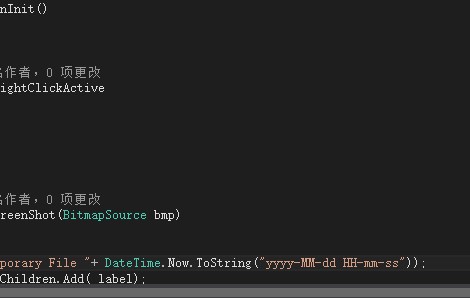 nInit()
名作者，0 项更改
ightClickActive
名作者，0 项更改
reenShot(BitmapSource bmp)
porary File "+ DateTime.Now.ToString("yyyy-MM-dd HH-mm-ss"));
Children.Add( label);